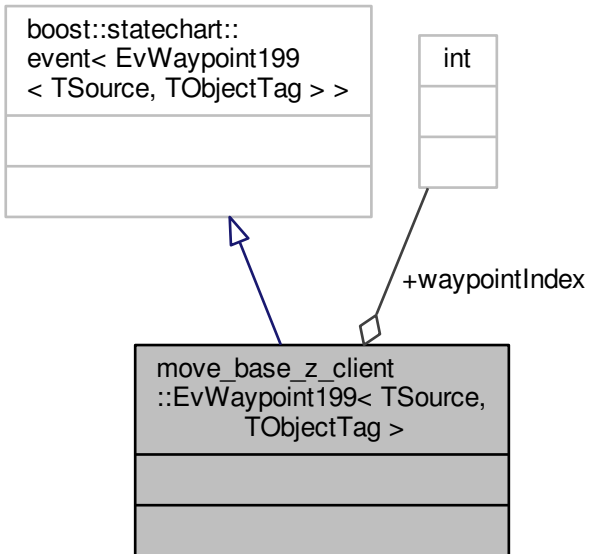 boost::statechart::
event< EvWaypoint199
< TSource, TObjectTag > >
int
+waypointIndex
move_base_z_client
::EvWaypoint199< TSource,
TObjectTag >